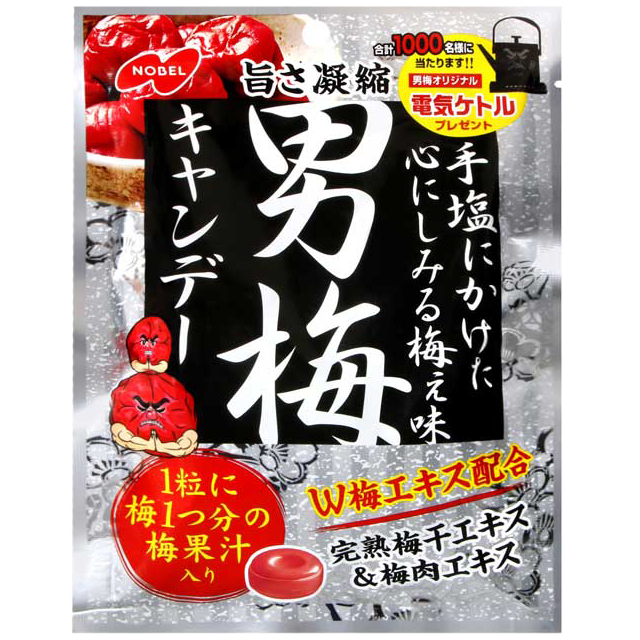 NOBEL
合計1000名様に
当たります!!
男梅オリジナル
電気ケトル
プレゼント
旨さ凝縮
手塩にかけた
心にしみる梅え味
男梅
キャンデー
1粒に
梅1つ分の
梅果汁
入り
W梅エキス配合
完熟梅干エキス
&梅肉エキス